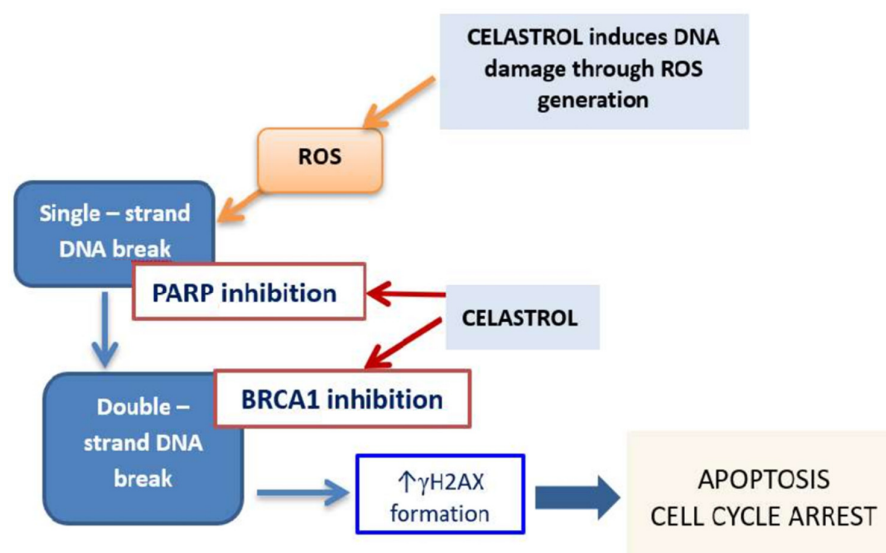 CELASTROL induces DNA
damage through ROS
generation
ROS
Single – strand
DNA break
PARP inhibition
CELASTROL
BRCA1 inhibition
Double –
strand DNA
break
↑γH2AX
formation
APOPTOSIS
CELL CYCLE ARREST